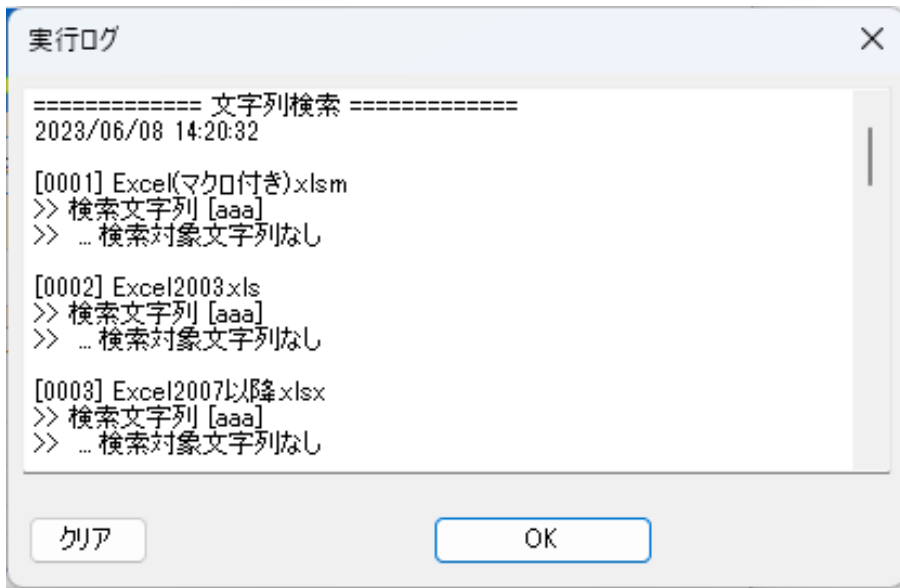 実行ログ
============= 文字列検索 =============
2023/06/08 14:20:32
[0001] Excel(マクロ付き).xlsm
>> 検索文字列 [aaa]
>> ... 検索対象文字列なし
[0002] Excel2003.xls
>> 検索文字列 [aaa]
>> ... 検索対象文字列なし
[0003] Excel2007以降.xlsx
>> 検索文字列 [aaa]
>> ... 検索対象文字列なし
クリア
OK